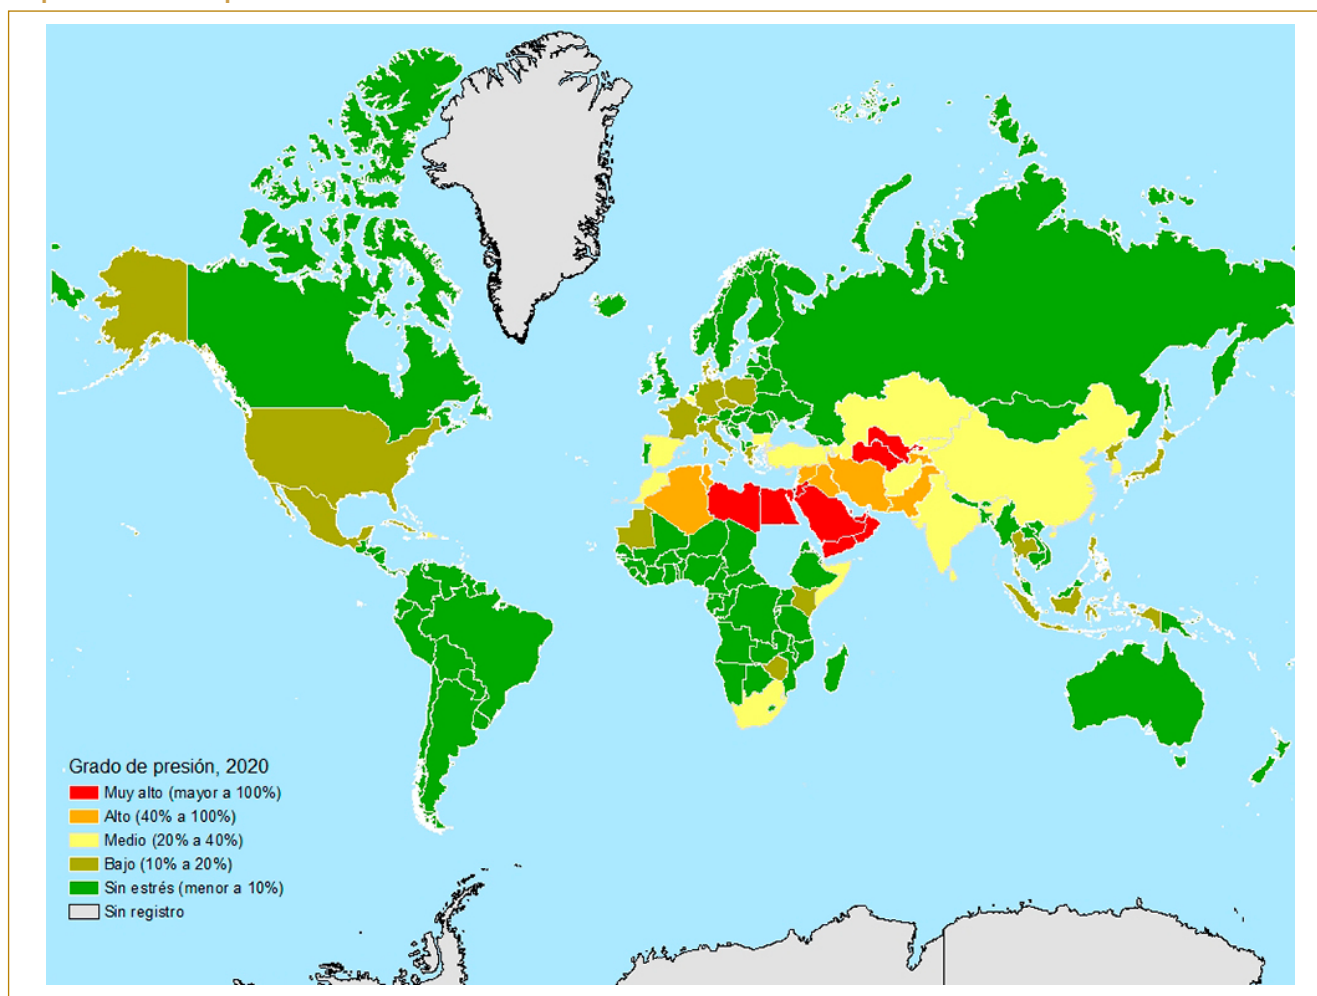 Grado de presión, 2020
Muy alto (mayor a 100%)
Alto (40% a 100%)
Medio (20% a 40%)
Bajo (10% a 20%)
Sin estrés (menor a 10%)
Sin registro